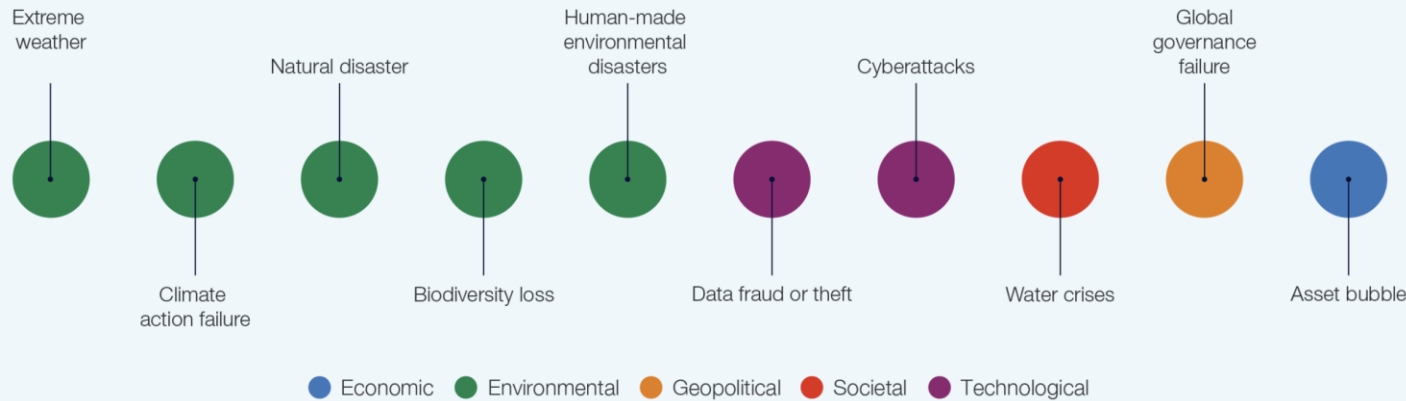 Extreme
weather
Climate
action failure
Natural disaster
Biodiversity loss
Human-made
environmental
disasters
Data fraud or theft
Cyberattacks
Water crises
Global
governance
failure
Asset bubble
Economic
Environmental
Geopolitical
Societal
Technological